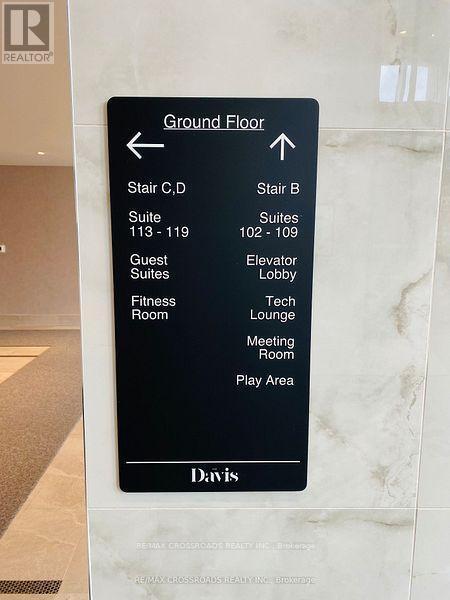 R
REALTOR®
Ground Floor
←
↑
Stair C,D
Suite
113 - 119
Guest
Suites
Fitness
Room
Stair B
Suites
102 - 109
Elevator
Lobby
Tech
Lounge
Meeting
Room
Play Area
THE
Davis
RE/MAX CROSSROADS REALTY INC., Brokerage
RE/MAX CROSSROADS REALTY INC., Brokerage